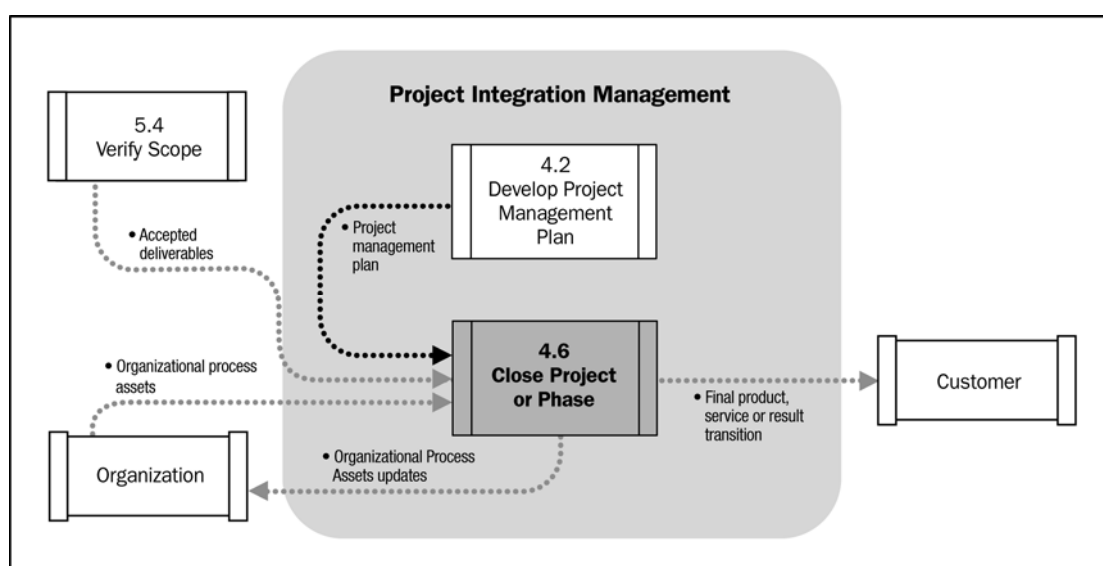 Project Integration Management
5.4
Verify Scope
4.2
Develop Project
Management
Plan
• Accepted
deliverables
• Project
management
plan
• Organizational process
assets
4.6
Close Project
or Phase
Customer
• Final product,
service or result
transition
Organization
• Organizational Process
Assets updates